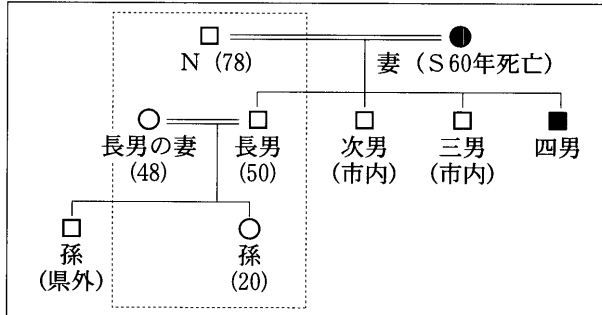 N (78)
妻（S60年死亡）
長男の妻
(48)
長男
(50)
次男
(市内)
三男
(市内)
四男
孫
(県外)
孫
(20)